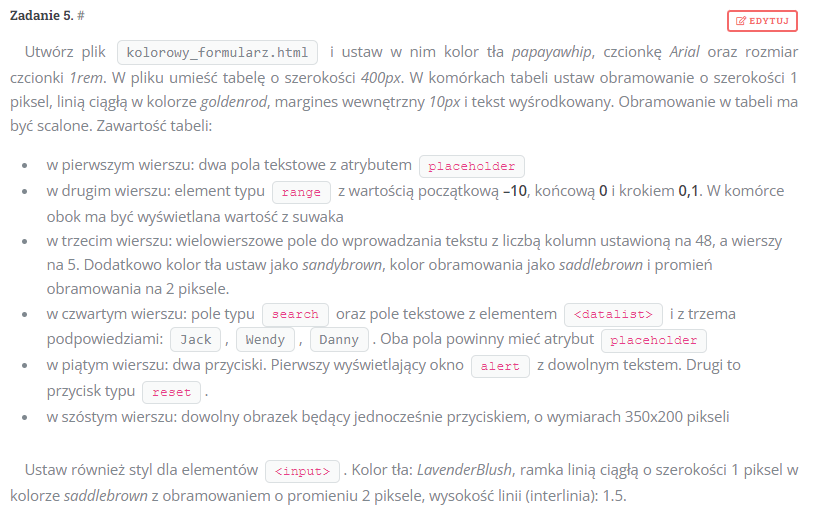 Zadanie 5. #
EDYTUJ
Utwórz plik kolorowy_formularz.html i ustaw w nim kolor tła papayawhip, czcionkę Arial oraz rozmiar
czcionki 1rem. W pliku umieść tabelę o szerokości 400px. W komórkach tabeli ustaw obramowanie o szerokości 1
piksel, linią ciągłą w kolorze goldenrod, margines wewnętrzny 10px i tekst wyśrodkowany. Obramowanie w tabeli ma
być scalone. Zawartość tabeli:
• w pierwszym wierszu: dwa pola tekstowe z atrybutem placeholder
• w drugim wierszu: element typu range z wartością początkową –10, końcową 0 i krokiem 0,1. W komórce
obok ma być wyświetlana wartość z suwaka
• w trzecim wierszu: wielowierszowe pole do wprowadzania tekstu z liczbą kolumn ustawioną na 48, a wierszy
na 5. Dodatkowo kolor tła ustaw jako sandybrown, kolor obramowania jako saddlebrown i promień
obramowania na 2 piksele.
• w czwartym wierszu: pole typu search oraz pole tekstowe z elementem <datalist> i z trzema
podpowiedziami: Jack , Wendy , Danny . Oba pola powinny mieć atrybut placeholder
• w piątym wierszu: dwa przyciski. Pierwszy wyświetlający okno alert z dowolnym tekstem. Drugi to
przycisk typu reset .
• w szóstym wierszu: dowolny obrazek będący jednocześnie przyciskiem, o wymiarach 350x200 pikseli
Ustaw również styl dla elementów <input> . Kolor tła: LavenderBlush, ramka linią ciągłą o szerokości 1 piksel w
kolorze saddlebrown z obramowaniem o promieniu 2 piksele, wysokość linii (interlinia): 1.5.